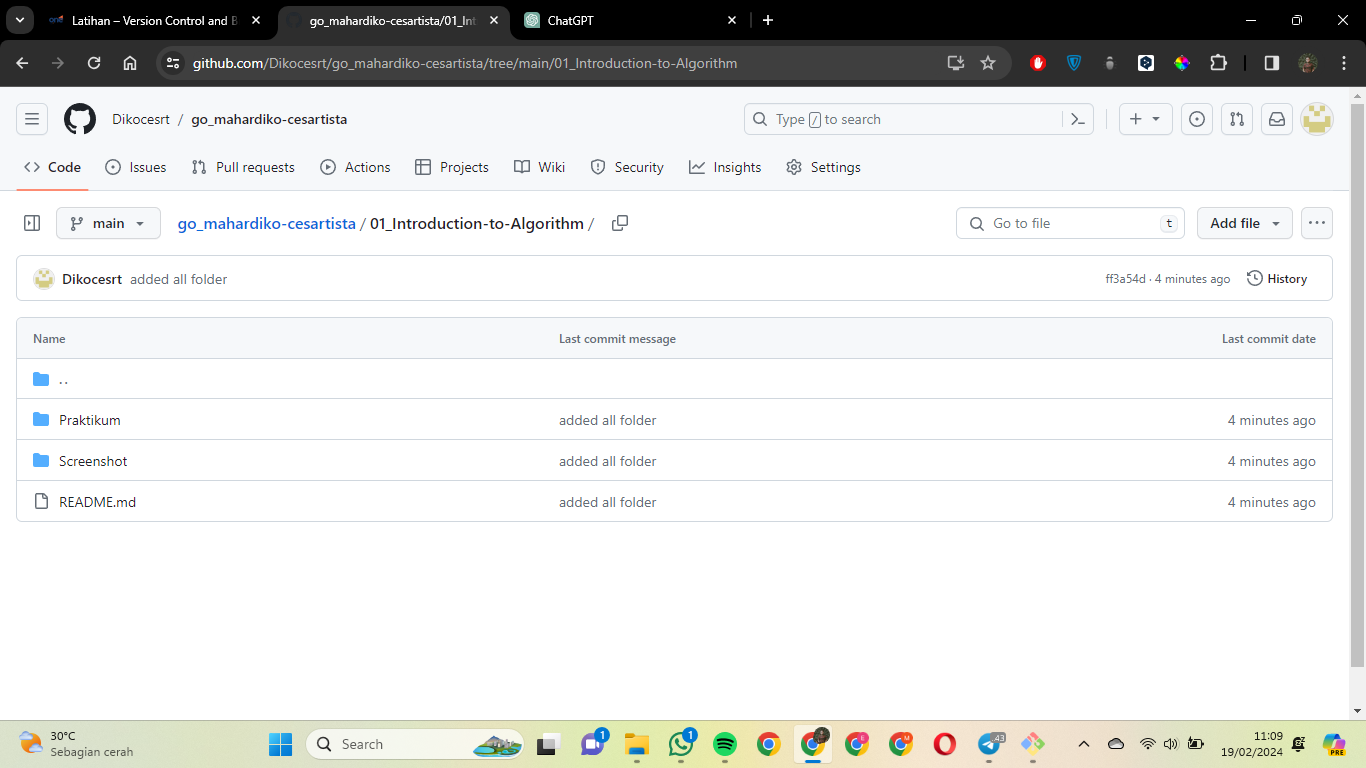 Latihan – Version Control and B
go_mahardiko-cesartista/01_Int
ChatGPT
github.com/Dikocesrt/go_mahardiko-cesartista/tree/main/01_Introduction-to-Algorithm
Dikocesrt / go_mahardiko-cesartista
Type / to search
Code Issues Pull requests Actions Projects Wiki Security Insights Settings
main
go_mahardiko-cesartista / 01_Introduction-to-Algorithm /
Go to file t
Add file
Dikocesrt added all folder
ff3a54d · 4 minutes ago
History
Name Last commit message Last commit date
..
Praktikum added all folder 4 minutes ago
Screenshot added all folder 4 minutes ago
README.md added all folder 4 minutes ago
30°C
Sebagian cerah
Search
1
1
E
M
43
11:09
19/02/2024
PRE